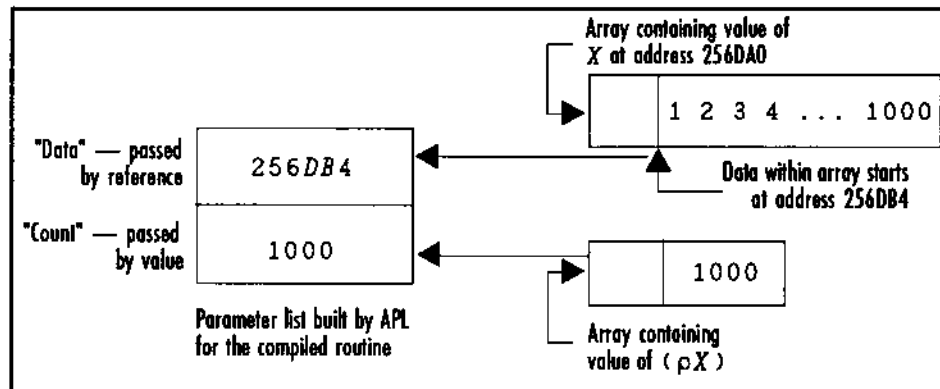 Array containing value of
X at address 256DA0
1 2 3 4 ... 1000
"Data" — passed
by reference
256DB4
Data within array starts
at address 256DB4
"Count" — passed
by value
1000
1000
Parameter list built by APL
for the compiled routine
Array containing
value of (ρX)